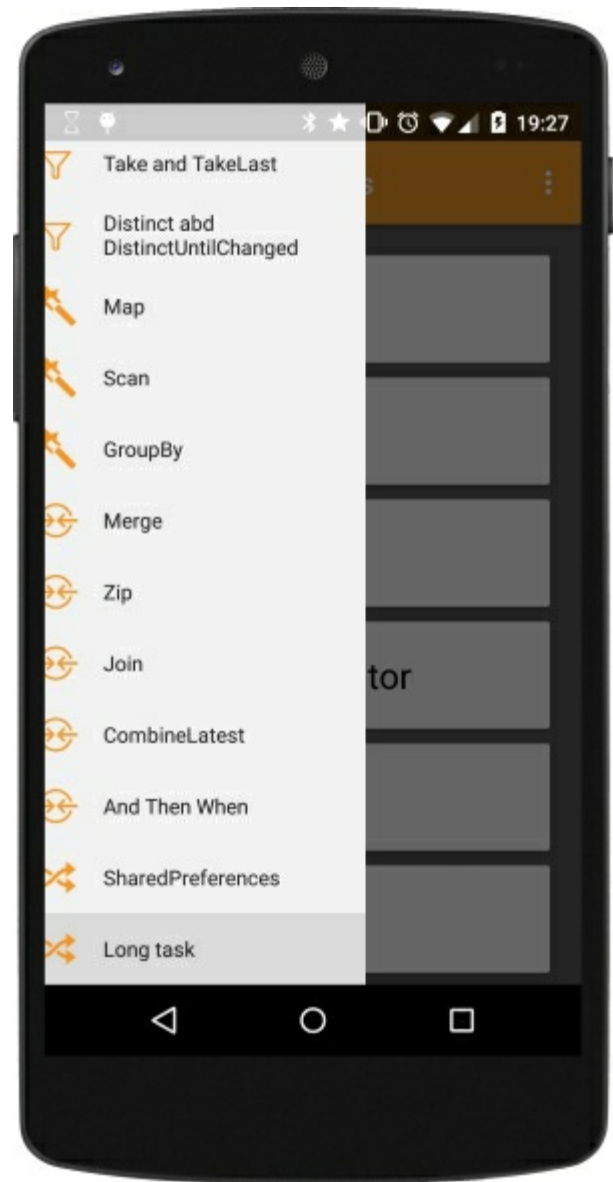 19:27
s
Take and TakeLast
Distinct abd
DistinctUntilChanged
Map
Scan
GroupBy
Merge
Zip
Join
tor
CombineLatest
And Then When
SharedPreferences
Long task